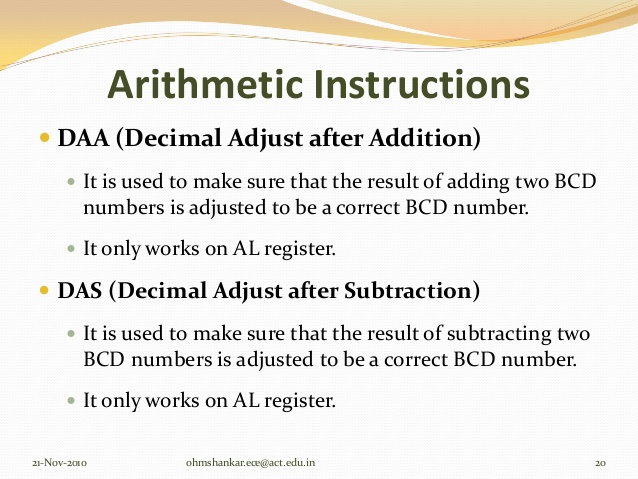 Arithmetic Instructions
• DAA (Decimal Adjust after Addition)
• It is used to make sure that the result of adding two BCD
numbers is adjusted to be a correct BCD number.
• It only works on AL register.
• DAS (Decimal Adjust after Subtraction)
• It is used to make sure that the result of subtracting two
BCD numbers is adjusted to be a correct BCD number.
• It only works on AL register.
21-Nov-2010 ohmshankar.ece@act.edu.in 20